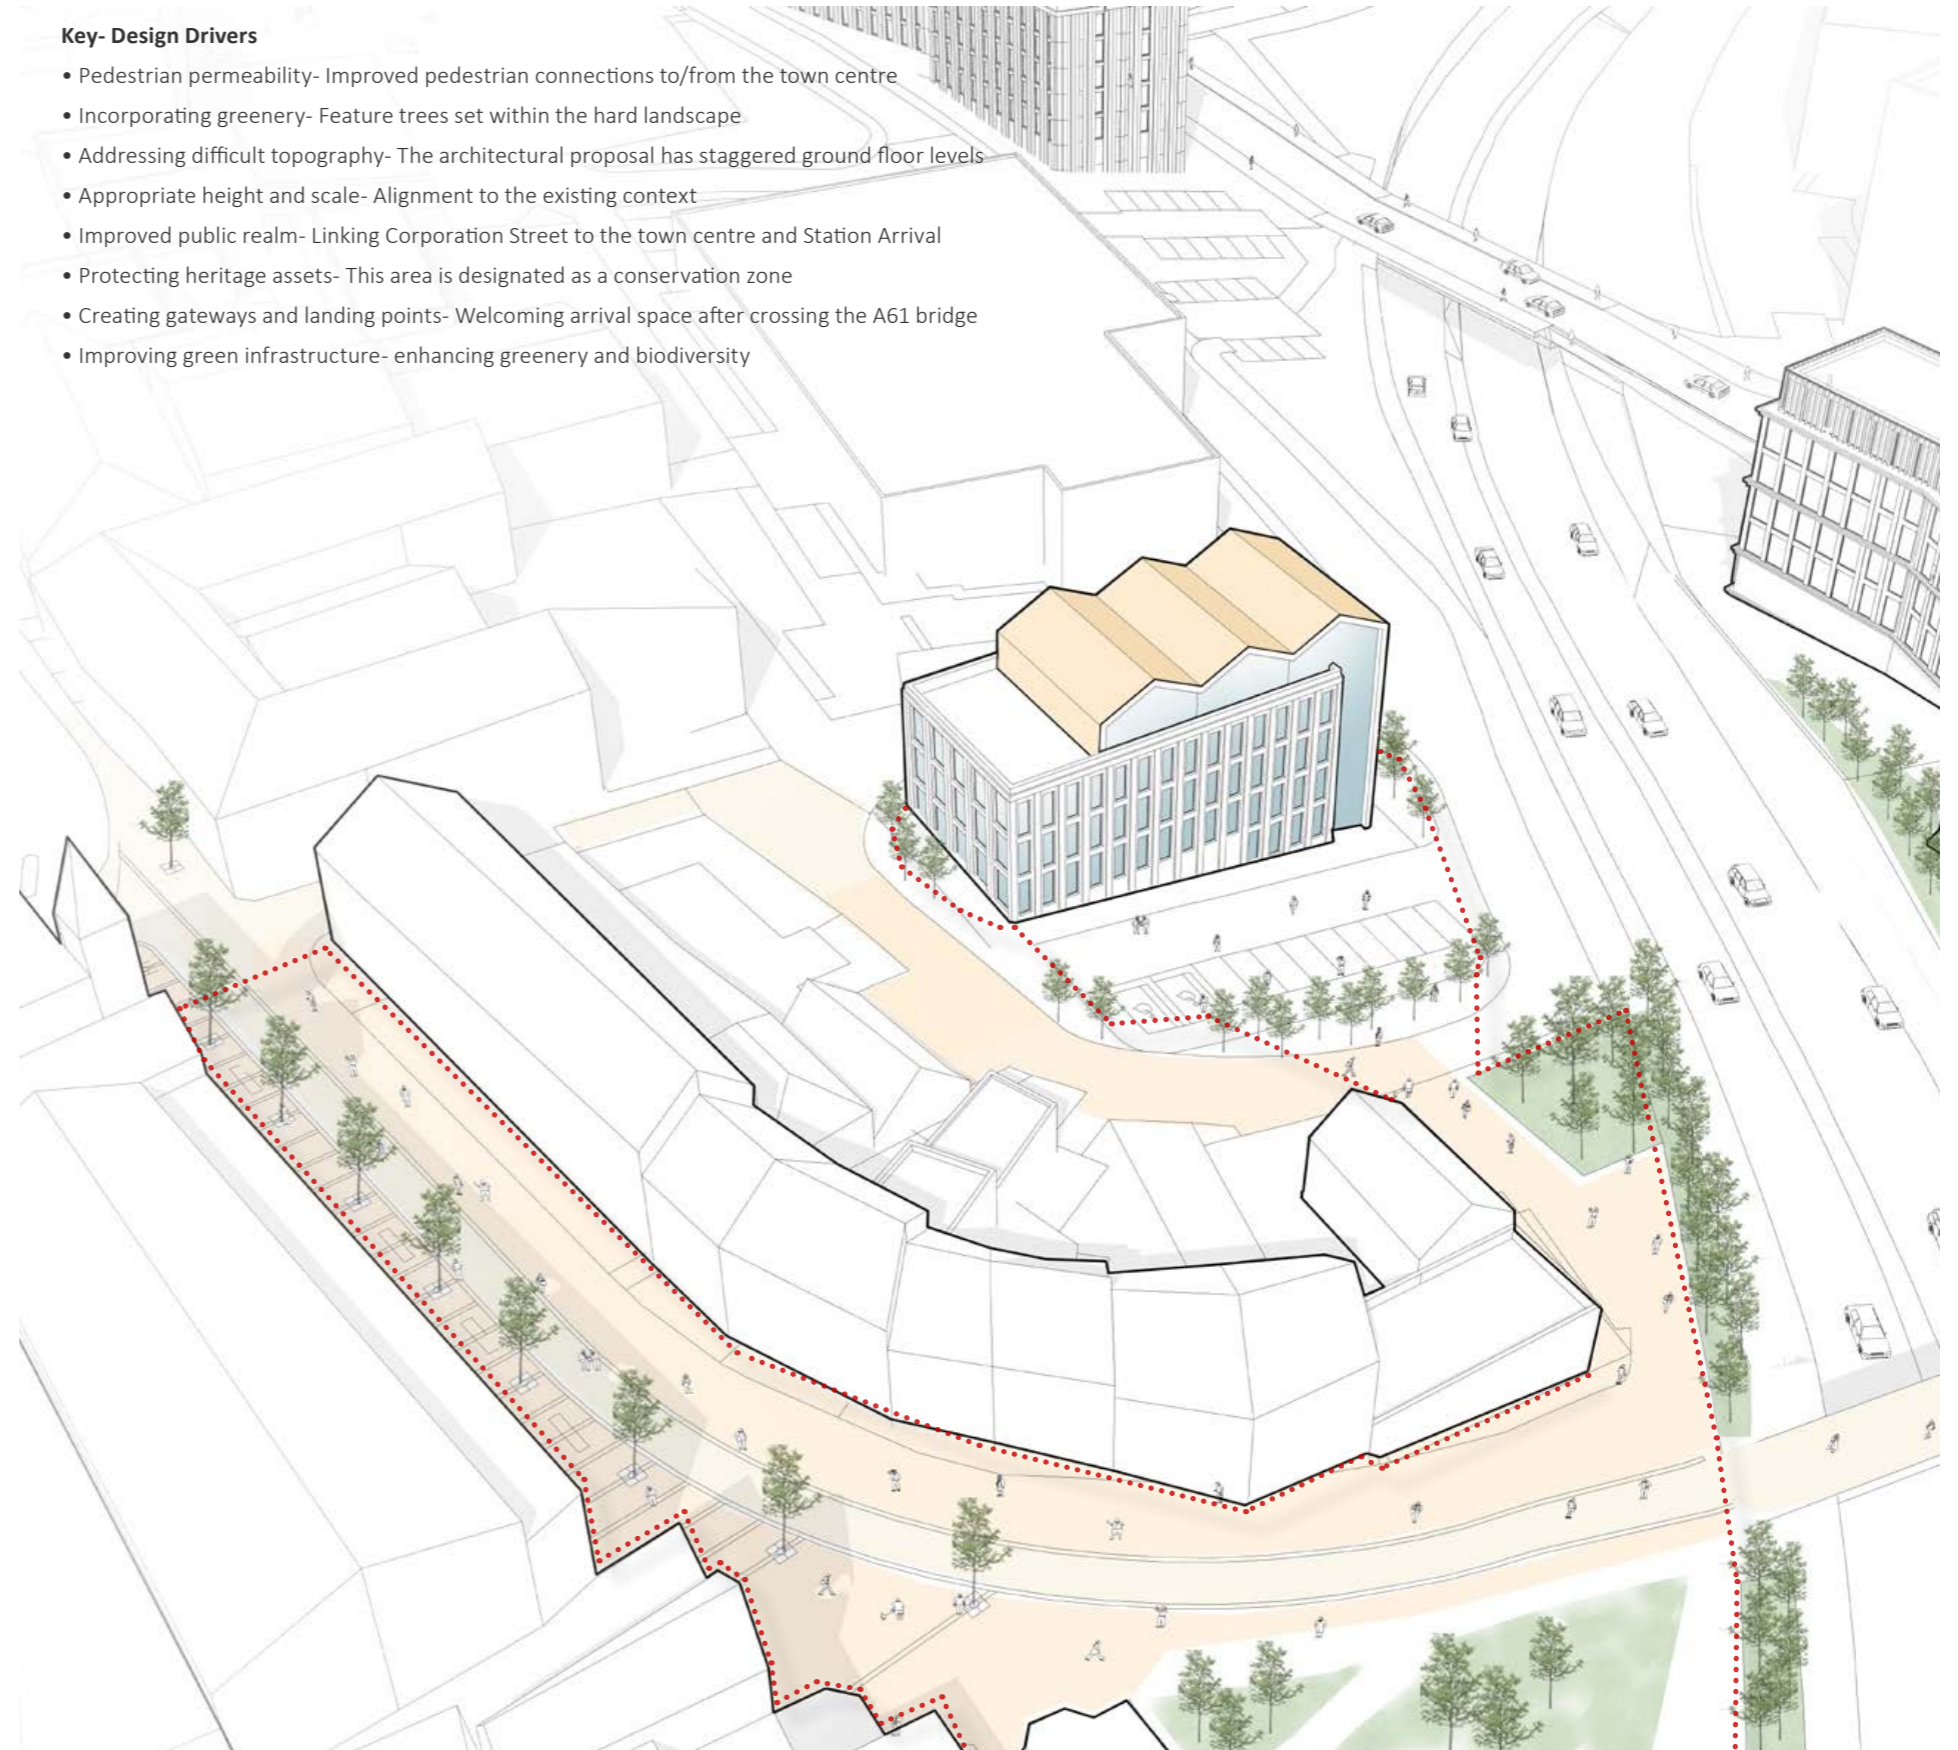 Key- Design Drivers
• Pedestrian permeability- Improved pedestrian connections to/from the town centre
• Incorporating greenery- Feature trees set within the hard landscape
• Addressing difficult topography- The architectural proposal has staggered ground floor levels
• Appropriate height and scale- Alignment to the existing context
• Improved public realm- Linking Corporation Street to the town centre and Station Arrival
• Protecting heritage assets- This area is designated as a conservation zone
• Creating gateways and landing points- Welcoming arrival space after crossing the A61 bridge
• Improving green infrastructure- enhancing greenery and biodiversity